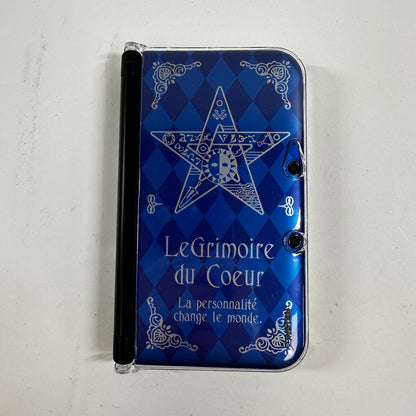 LeGrimoire
du Coeur
La personnalité
change le monde.